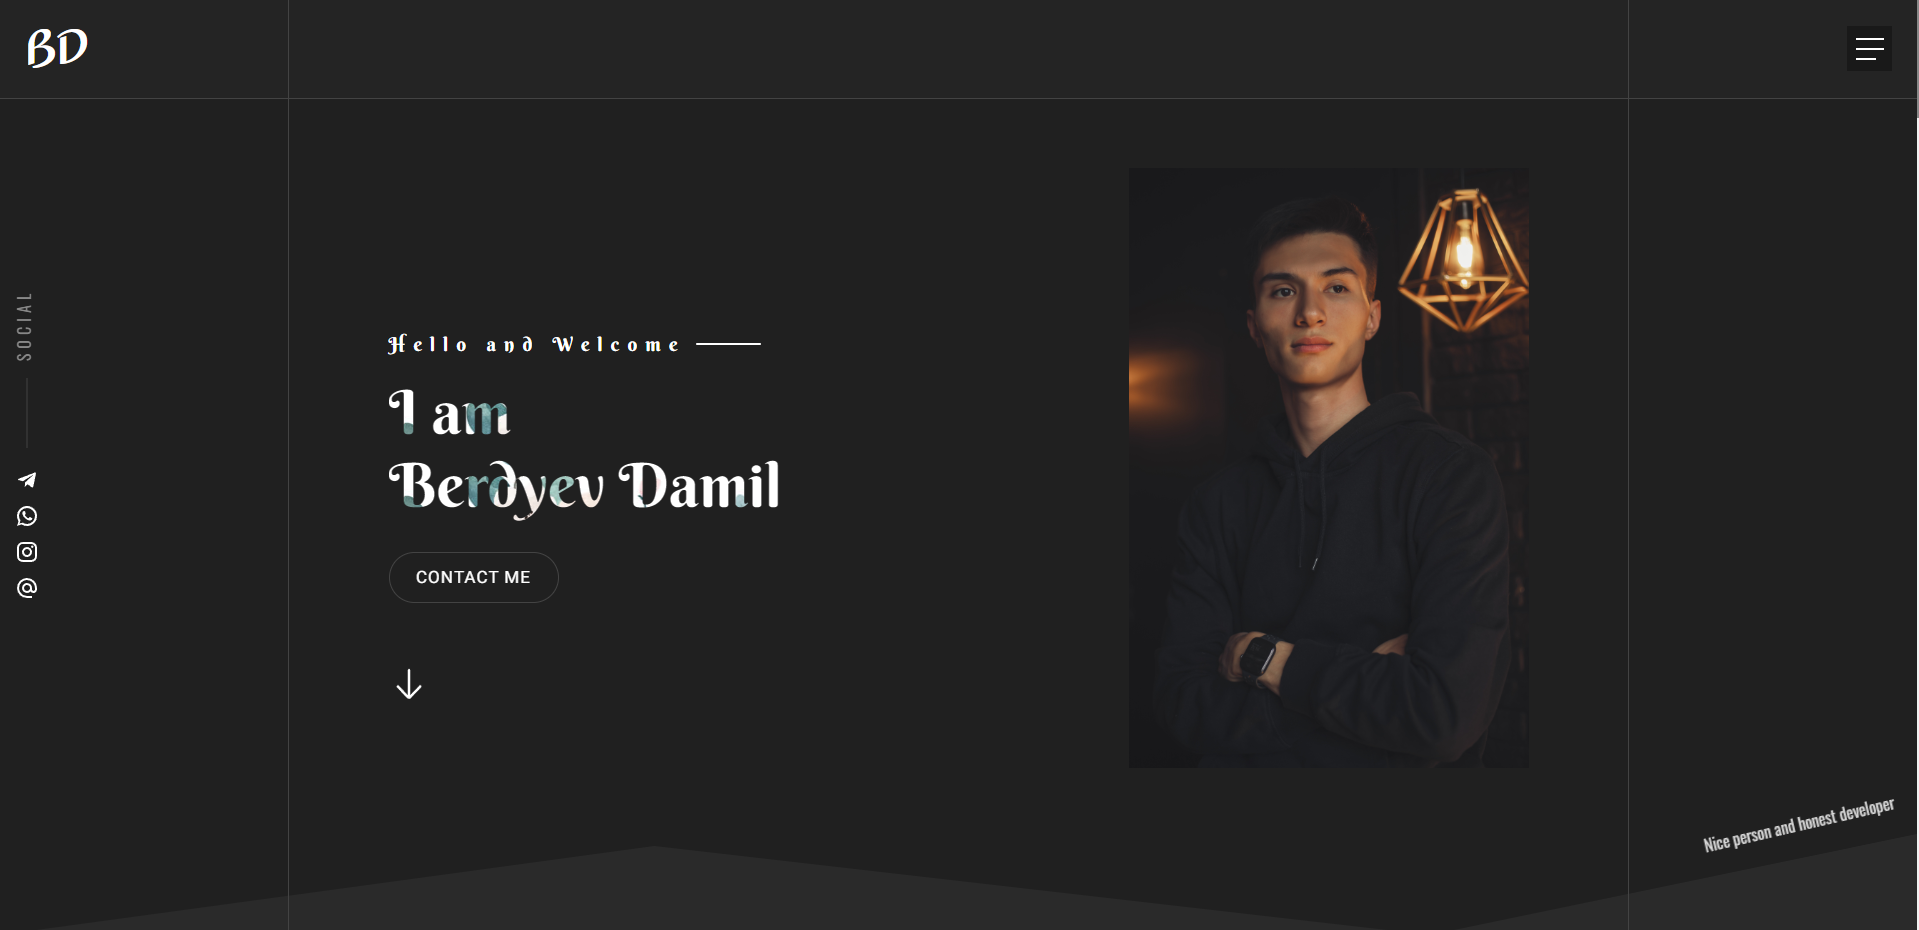 BD
SOCIAL
Hello and Welcome
I am
Berdyev Damil
CONTACT ME
Nice person and honest developer